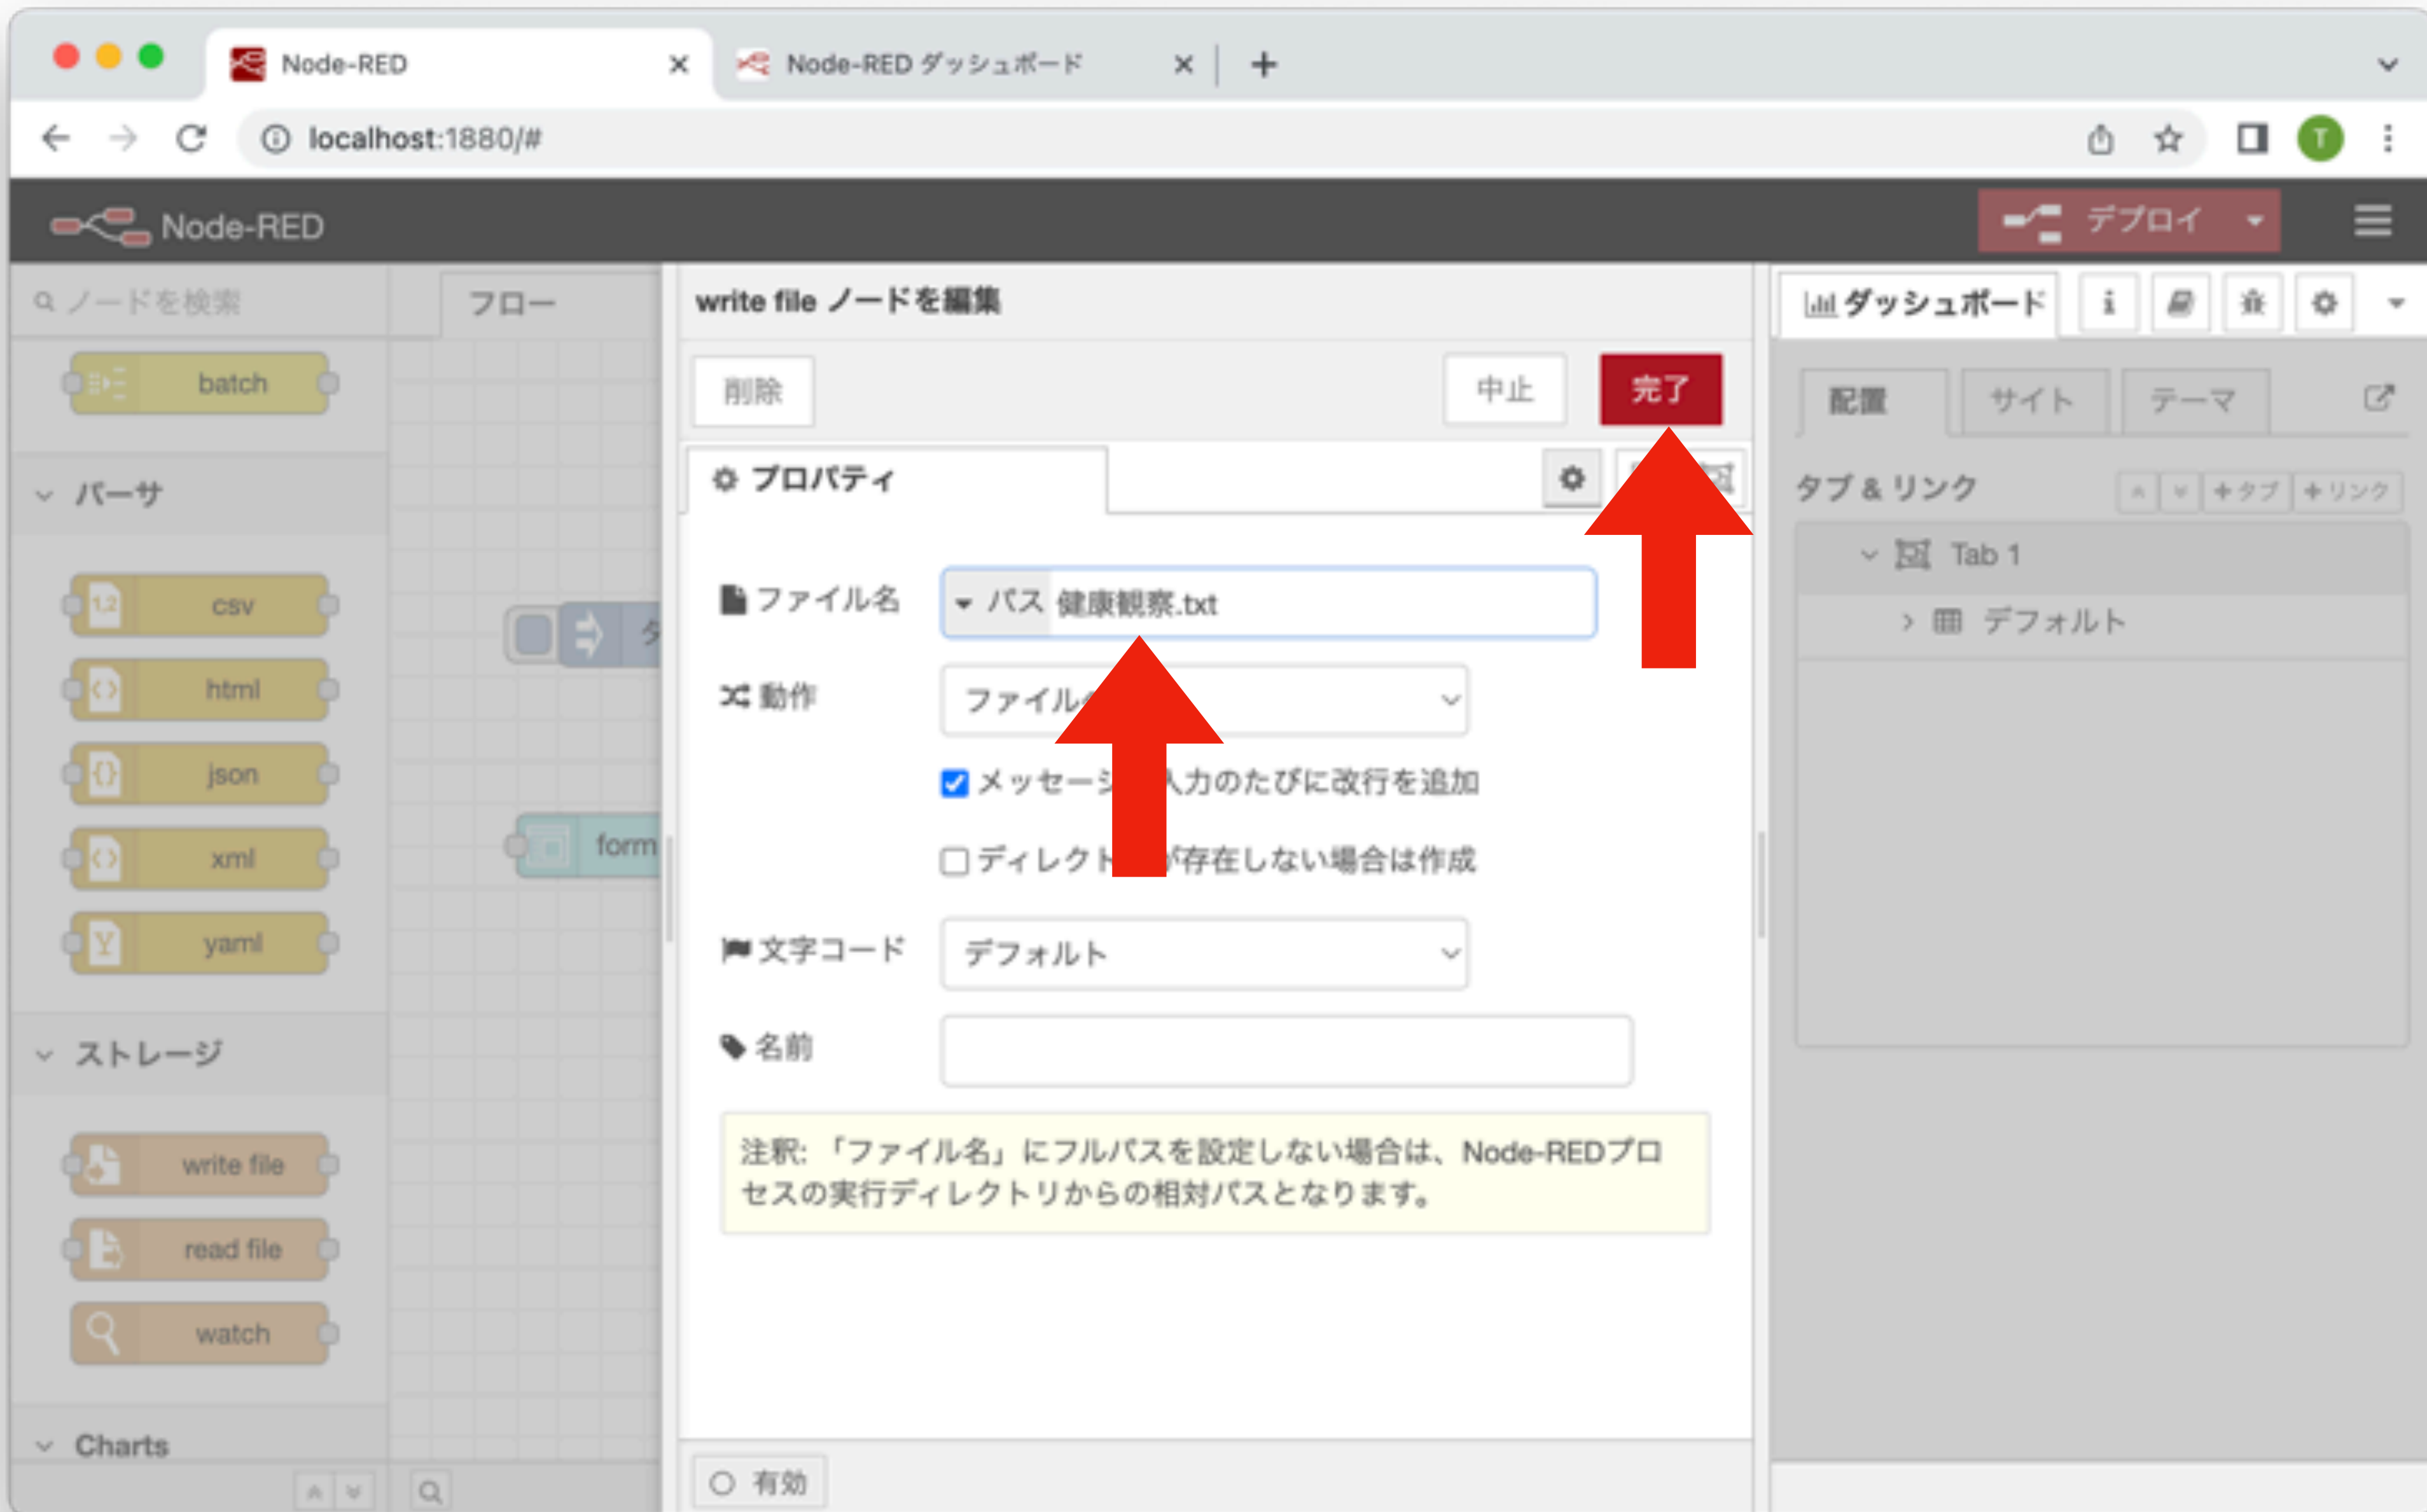 Node-RED
Node-RED ダッシュボード
localhost:1880/#
T
Node-RED
デプロイ
ノードを検索
フロー
write file ノードを編集
ダッシュボード
batch
削除
中止
完了
配置
サイト
テーマ
パーサ
プロパティ
タブ & リンク
タブ
リンク
Tab 1
デフォルト
csv
html
json
xml
yaml
form
ファイル名
パス
健康観察.txt
動作
ファイル
メッセージ 入力のたびに改行を追加
ディレクト が存在しない場合は作成
文字コード
デフォルト
名前
ストレージ
write file
read file
watch
注釈: 「ファイル名」にフルパスを設定しない場合は、Node-REDプロ
セスの実行ディレクトリからの相対パスとなります。
Charts
有効